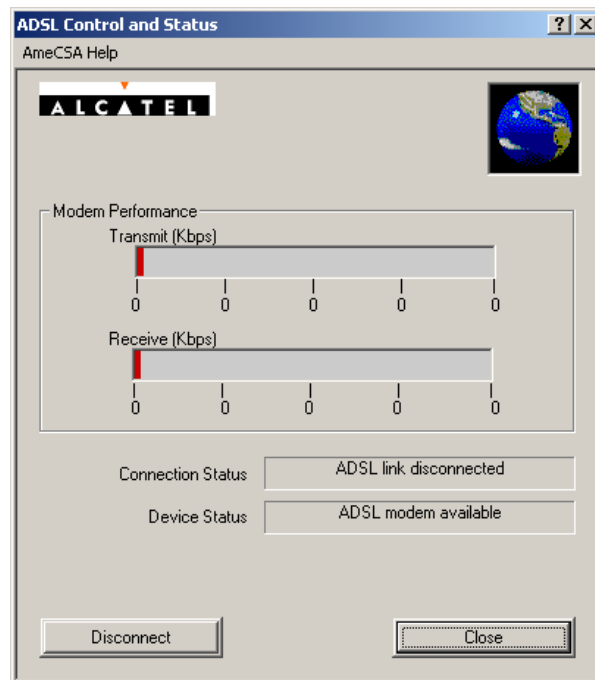 ADSL Control and Status
AmeCSA Help
ALCATEL
Modem Performance
Transmit (Kbps)
0 0 0 0 0
Receive (Kbps)
0 0 0 0 0
Connection Status ADSL link disconnected
Device Status ADSL modem available
Disconnect Close